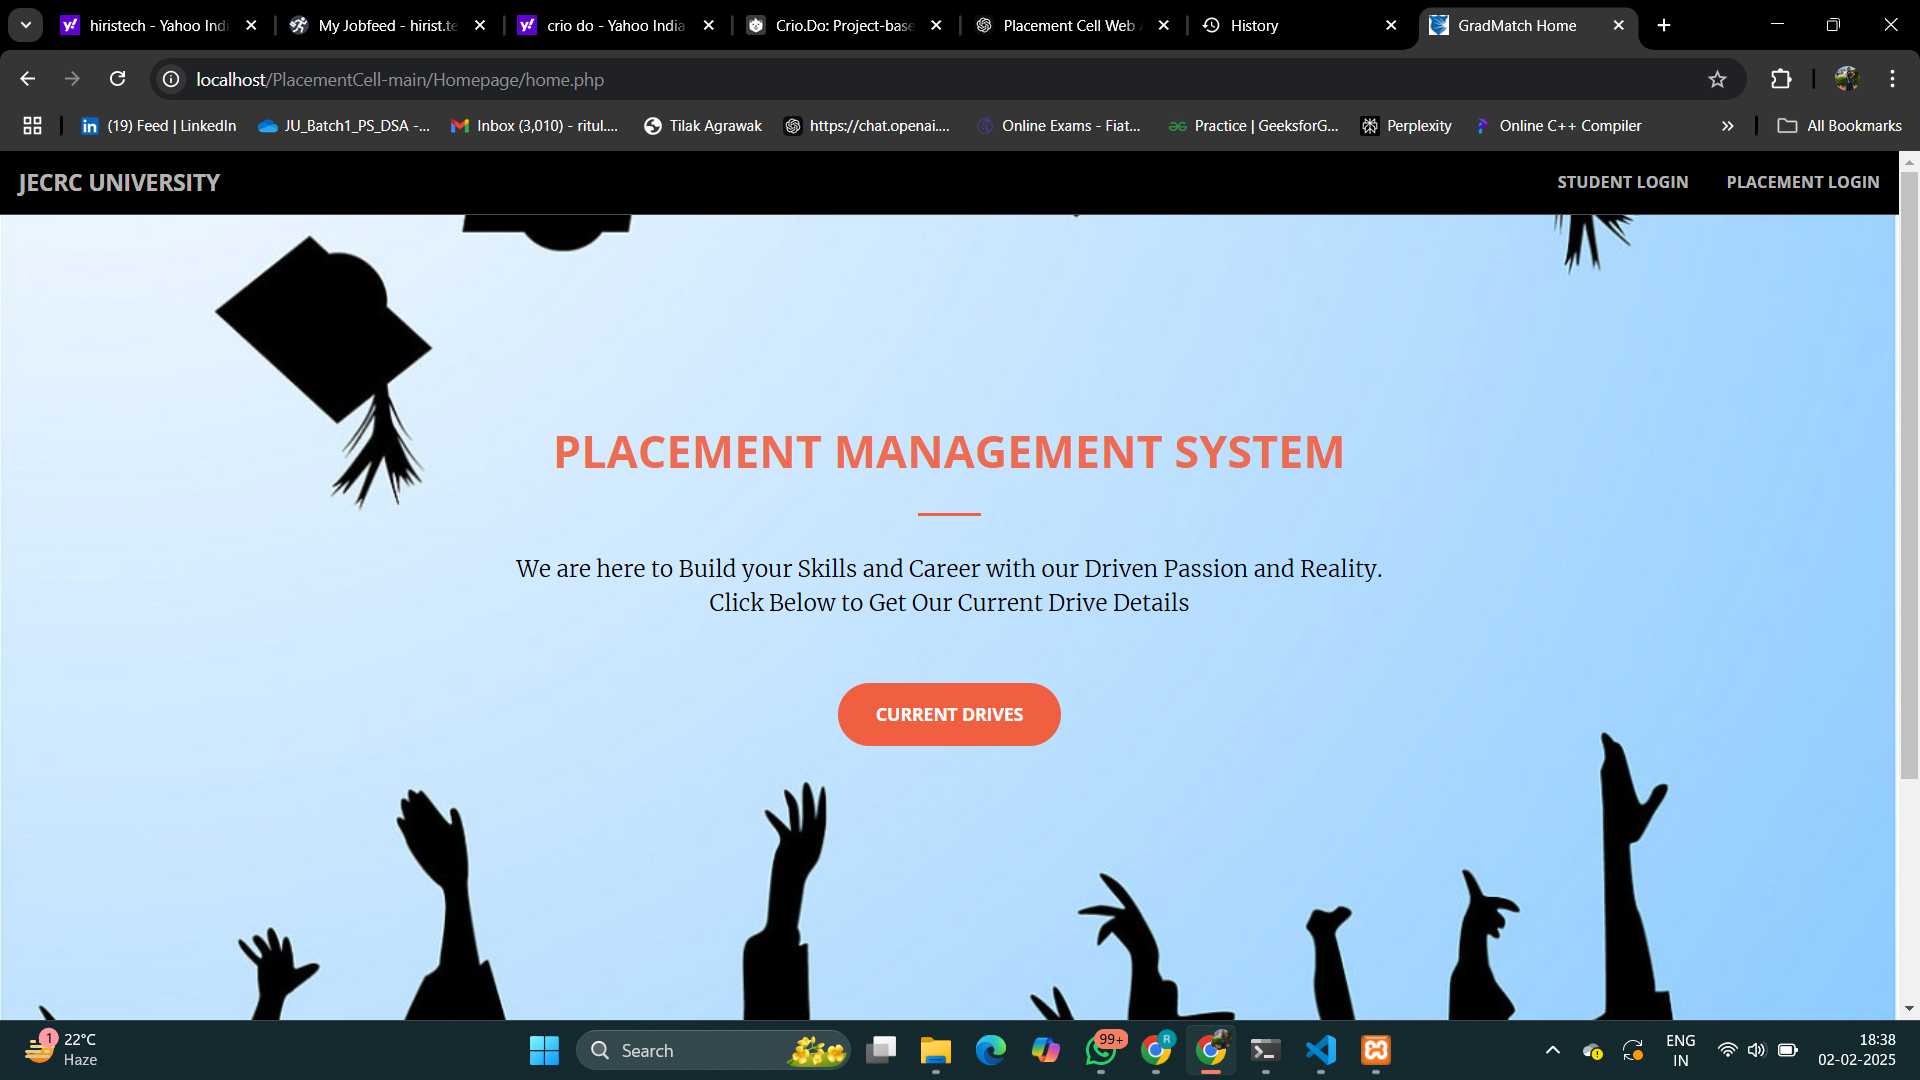 hiristech - Yahoo Indi
My Jobfeed - hirist.te
crio do - Yahoo India
Crio.Do: Project-base
Placement Cell Web A
History
GradMatch Home
localhost/PlacementCell-main/Homepage/home.php
(19) Feed | LinkedIn
JU_Batch1_PS_DSA -...
Inbox (3,010) - ritul....
Tilak Agrawak
https://chat.openai....
Online Exams - Fiat...
Practice | GeeksforG...
Perplexity
Online C++ Compiler
All Bookmarks
JECRC UNIVERSITY
STUDENT LOGIN
PLACEMENT LOGIN
PLACEMENT MANAGEMENT SYSTEM
We are here to Build your Skills and Career with our Driven Passion and Reality.
Click Below to Get Our Current Drive Details
CURRENT DRIVES
1
22°C
Haze
Search
99+
R
ENG
IN
18:38
02-02-2025